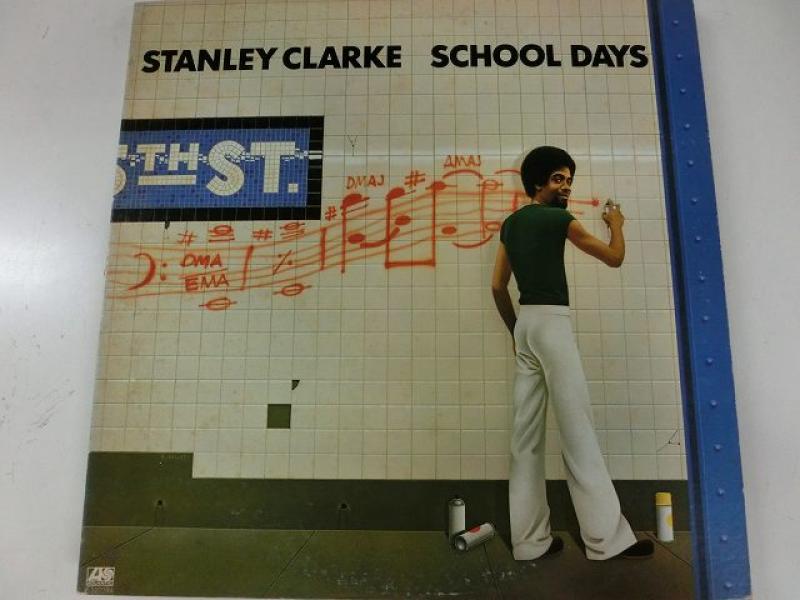 STANLEY CLARKE SCHOOL DAYS
5TH ST.
DMAJ
AMAJ
DMA
EMA